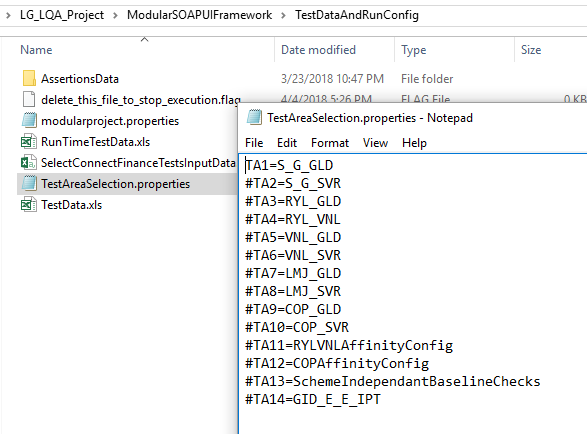 LG_LQA_Project > ModularSOAPUIFramework > TestDataAndRunConfig
Name Date modified Type Size
AssertionsData 3/23/2018 10:47 PM File folder
delete_this_file_to_stop_execution.flag 4/4/2018 5:26 PM FLAG File 0 KB
modularproject.properties
RunTimeTestData.xls
SelectConnectFinanceTestsInputData
TestAreaSelection.properties
TestData.xls
TestAreaSelection.properties - Notepad
File Edit Format View Help
TA1=S_G_GLD
#TA2=S_G_SVR
#TA3=RYL_GLD
#TA4=RYL_VNL
#TA5=VNL_GLD
#TA6=VNL_SVR
#TA7=LMJ_GLD
#TA8=LMJ_SVR
#TA9=COP_GLD
#TA10=COP_SVR
#TA11=RYLVNLAffinityConfig
#TA12=COPAffinityConfig
#TA13=SchemeIndependantBaselineChecks
#TA14=GID_E_E_IPT